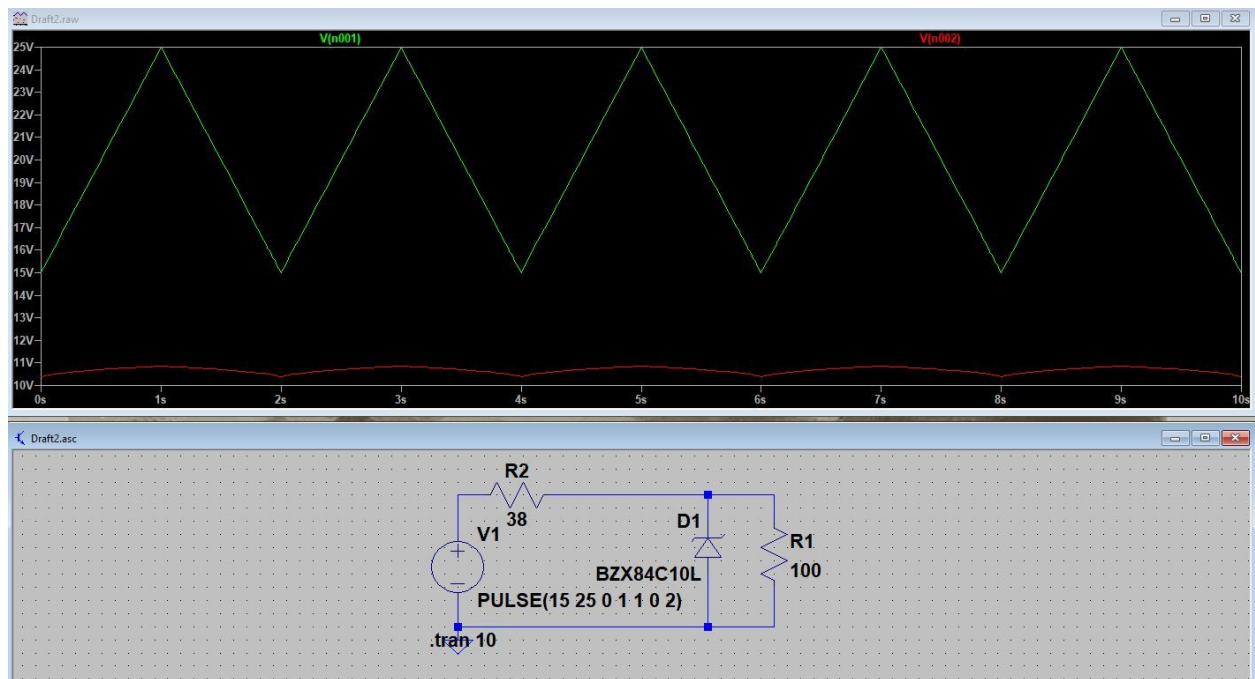 Draft2.raw
V(n001) V(n002)
25V
24V
23V
22V
21V
20V
19V
18V
17V
16V
15V
14V
13V
12V
11V
10V
0s 1s 2s 3s 4s 5s 6s 7s 8s 9s 10s
Draft2.asc
R2
38
V1
D1
R1
BZX84C10L
100
PULSE(15 25 0 1 1 0 2)
.tran 10